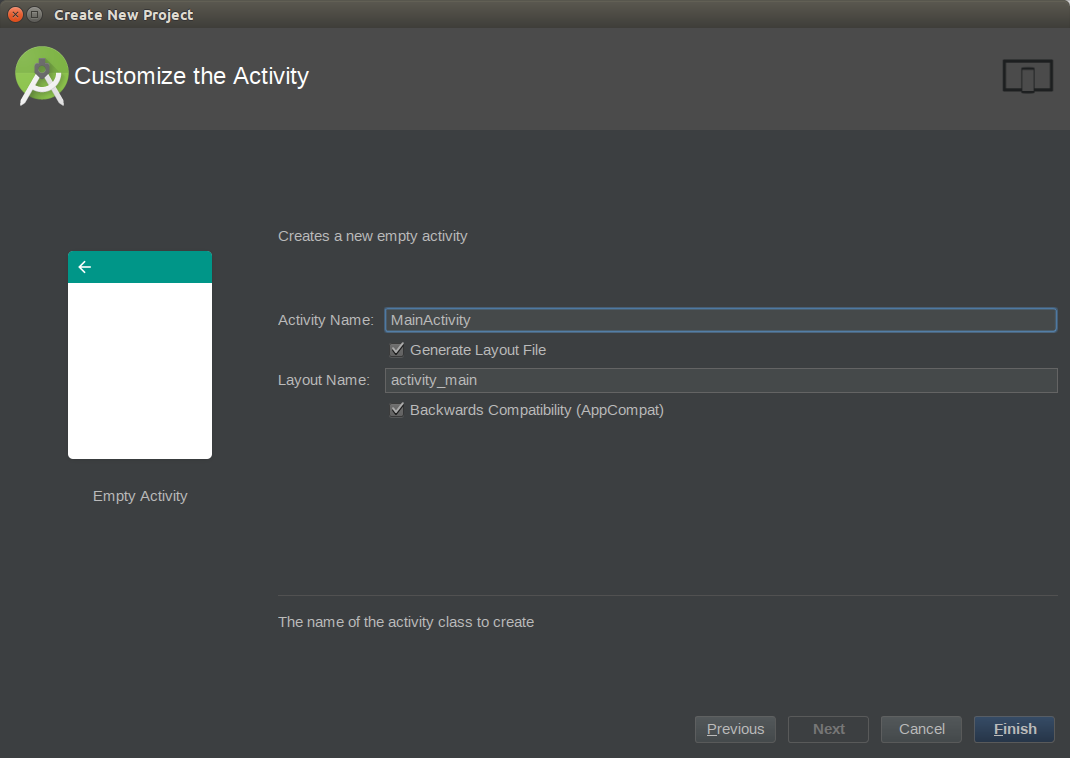 Create New Project
Customize the Activity
Creates a new empty activity
Activity Name: MainActivity
Generate Layout File
Layout Name: activity_main
Backwards Compatibility (AppCompat)
Empty Activity
The name of the activity class to create
Previous Next Cancel Finish